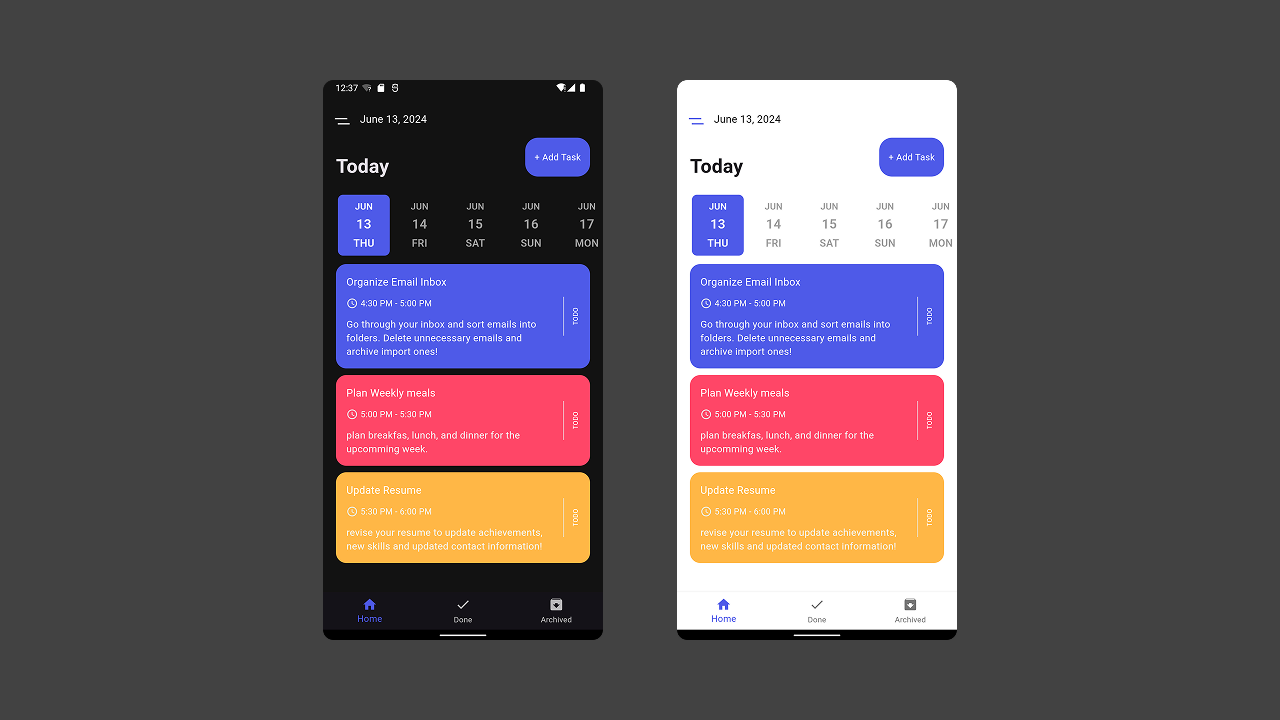 12:37
June 13, 2024
Today
+ Add Task
JUN JUN JUN JUN JUN
13 14 15 16 17
THU FRI SAT SUN MON
Organize Email Inbox
4:30 PM - 5:00 PM
Go through your inbox and sort emails into
folders. Delete unnecessary emails and
archive import ones!
TODO
Plan Weekly meals
5:00 PM - 5:30 PM
plan breakfas, lunch, and dinner for the
upcomming week.
TODO
Update Resume
5:30 PM - 6:00 PM
revise your resume to update achievements,
new skills and updated contact information!
TODO
Home Done Archived
June 13, 2024
Today
+ Add Task
JUN JUN JUN JUN JUN
13 14 15 16 17
THU FRI SAT SUN MON
Organize Email Inbox
4:30 PM - 5:00 PM
Go through your inbox and sort emails into
folders. Delete unnecessary emails and
archive import ones!
TODO
Plan Weekly meals
5:00 PM - 5:30 PM
plan breakfas, lunch, and dinner for the
upcomming week.
TODO
Update Resume
5:30 PM - 6:00 PM
revise your resume to update achievements,
new skills and updated contact information!
TODO
Home Done Archived